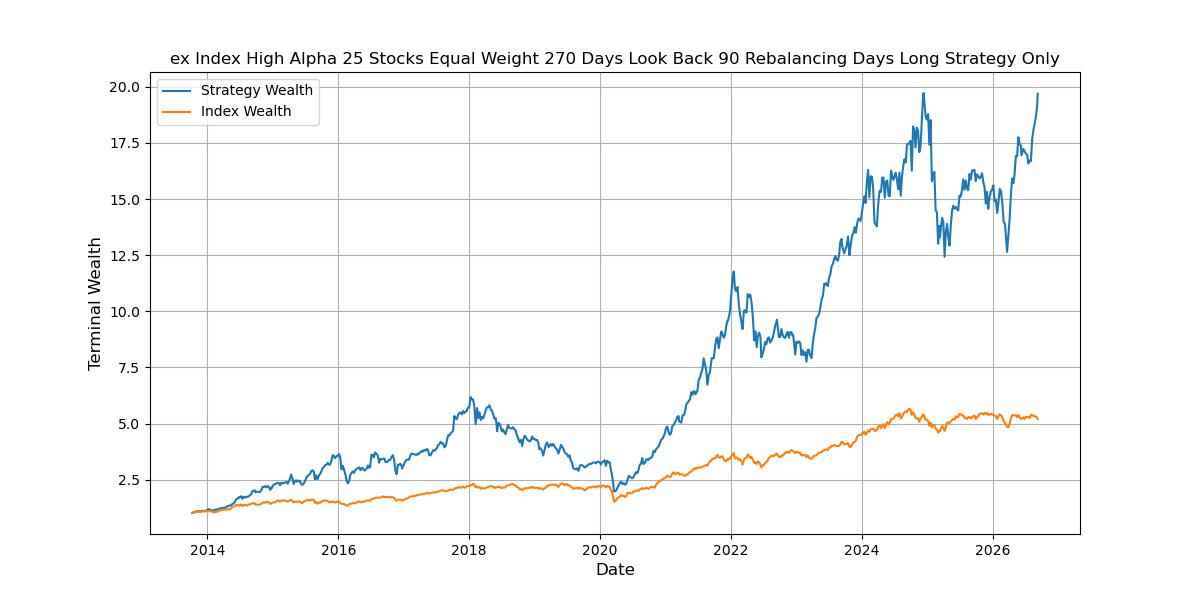 ex Index High Alpha 25 Stocks Equal Weight 270 Days Look Back 90 Rebalancing Days Long Strategy Only
Strategy Wealth
Index Wealth
Terminal Wealth
20.0
17.5
15.0
12.5
10.0
7.5
5.0
2.5
2014 2016 2018 2020 2022 2024 2026
Date